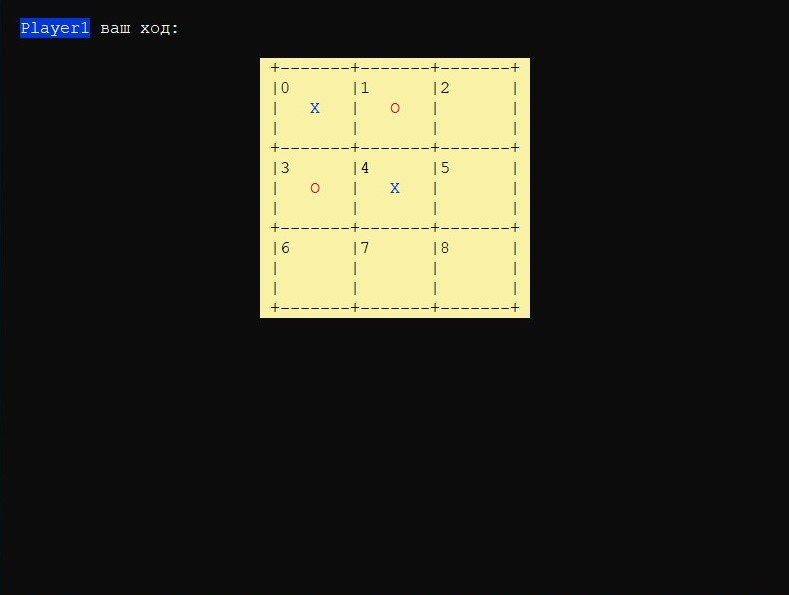 Player1 ваш ход:
+-------+-------+-------+
|0      |1      |2      |
|   X   |   O   |       |
|       |       |       |
+-------+-------+-------+
|3      |4      |5      |
|   O   |   X   |       |
|       |       |       |
+-------+-------+-------+
|6      |7      |8      |
|       |       |       |
|       |       |       |
+-------+-------+-------+